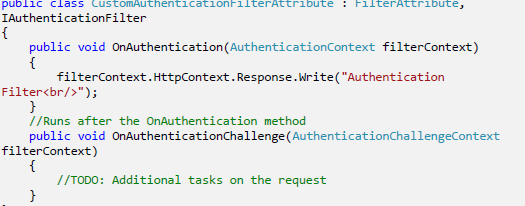 public class CustomAuthenticationFilterAttribute : FilterAttribute,
IAuthenticationFilter
{
    public void OnAuthentication(AuthenticationContext filterContext)
    {
        filterContext.HttpContext.Response.Write("Authentication
Filter<br/>");
    }
    //Runs after the OnAuthentication method
    public void OnAuthenticationChallenge(AuthenticationChallengeContext
filterContext)
    {
        //TODO: Additional tasks on the request
    }